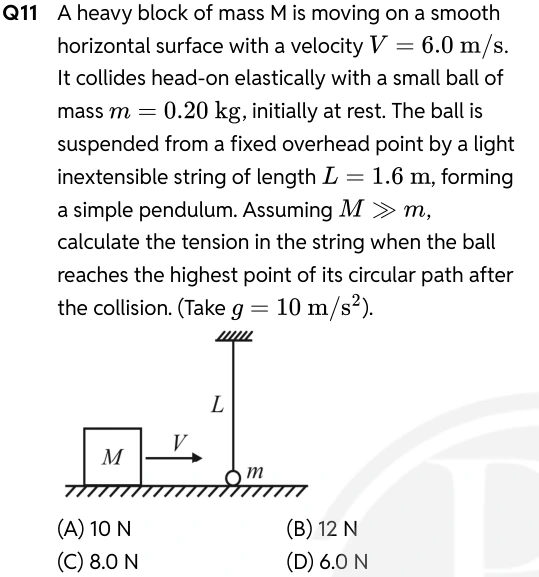 Q11 A heavy block of mass M is moving on a smooth
horizontal surface with a velocity V = 6.0 m/s.
It collides head-on elastically with a small ball of
mass m = 0.20 kg, initially at rest. The ball is
suspended from a fixed overhead point by a light
inextensible string of length L = 1.6 m, forming
a simple pendulum. Assuming M ≫ m,
calculate the tension in the string when the ball
reaches the highest point of its circular path after
the collision. (Take g = 10 m/s²).
L
V
M
m
(A) 10 N (B) 12 N
(C) 8.0 N (D) 6.0 N